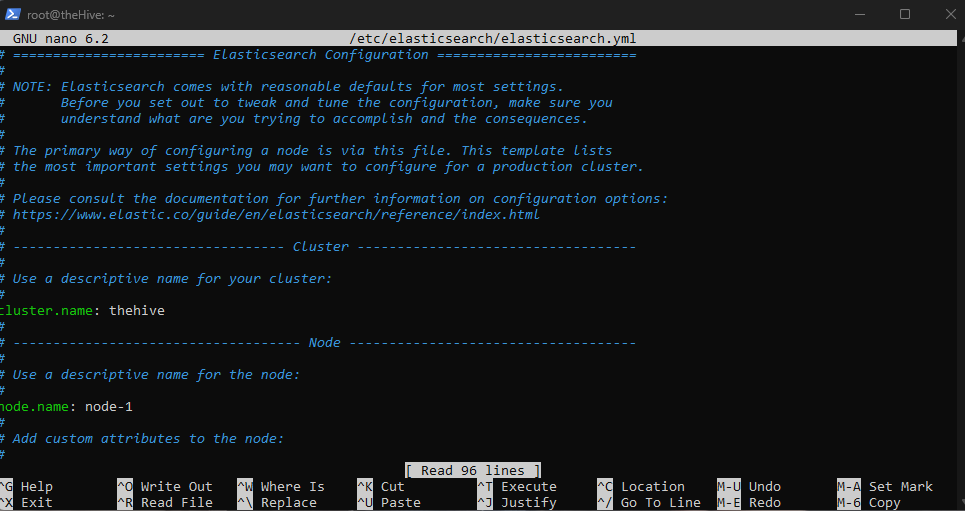 root@theHive: ~
GNU nano 6.2 /etc/elasticsearch/elasticsearch.yml
# ======================== Elasticsearch Configuration =========================
#
# NOTE: Elasticsearch comes with reasonable defaults for most settings.
#       Before you set out to tweak and tune the configuration, make sure you
#       understand what are you trying to accomplish and the consequences.
#
# The primary way of configuring a node is via this file. This template lists
# the most important settings you may want to configure for a production cluster.
#
# Please consult the documentation for further information on configuration options:
# https://www.elastic.co/guide/en/elasticsearch/reference/index.html
#
# ---------------------------------- Cluster -----------------------------------
#
# Use a descriptive name for your cluster:
#
cluster.name: thehive
#
# ------------------------------------ Node ------------------------------------
#
# Use a descriptive name for the node:
#
node.name: node-1
#
# Add custom attributes to the node:
#
[ Read 96 lines ]
^G Help ^O Write Out ^W Where Is ^K Cut ^T Execute ^C Location M-U Undo M-A Set Mark
^X Exit ^R Read File ^\ Replace ^U Paste ^J Justify ^/ Go To Line M-E Redo M-6 Copy